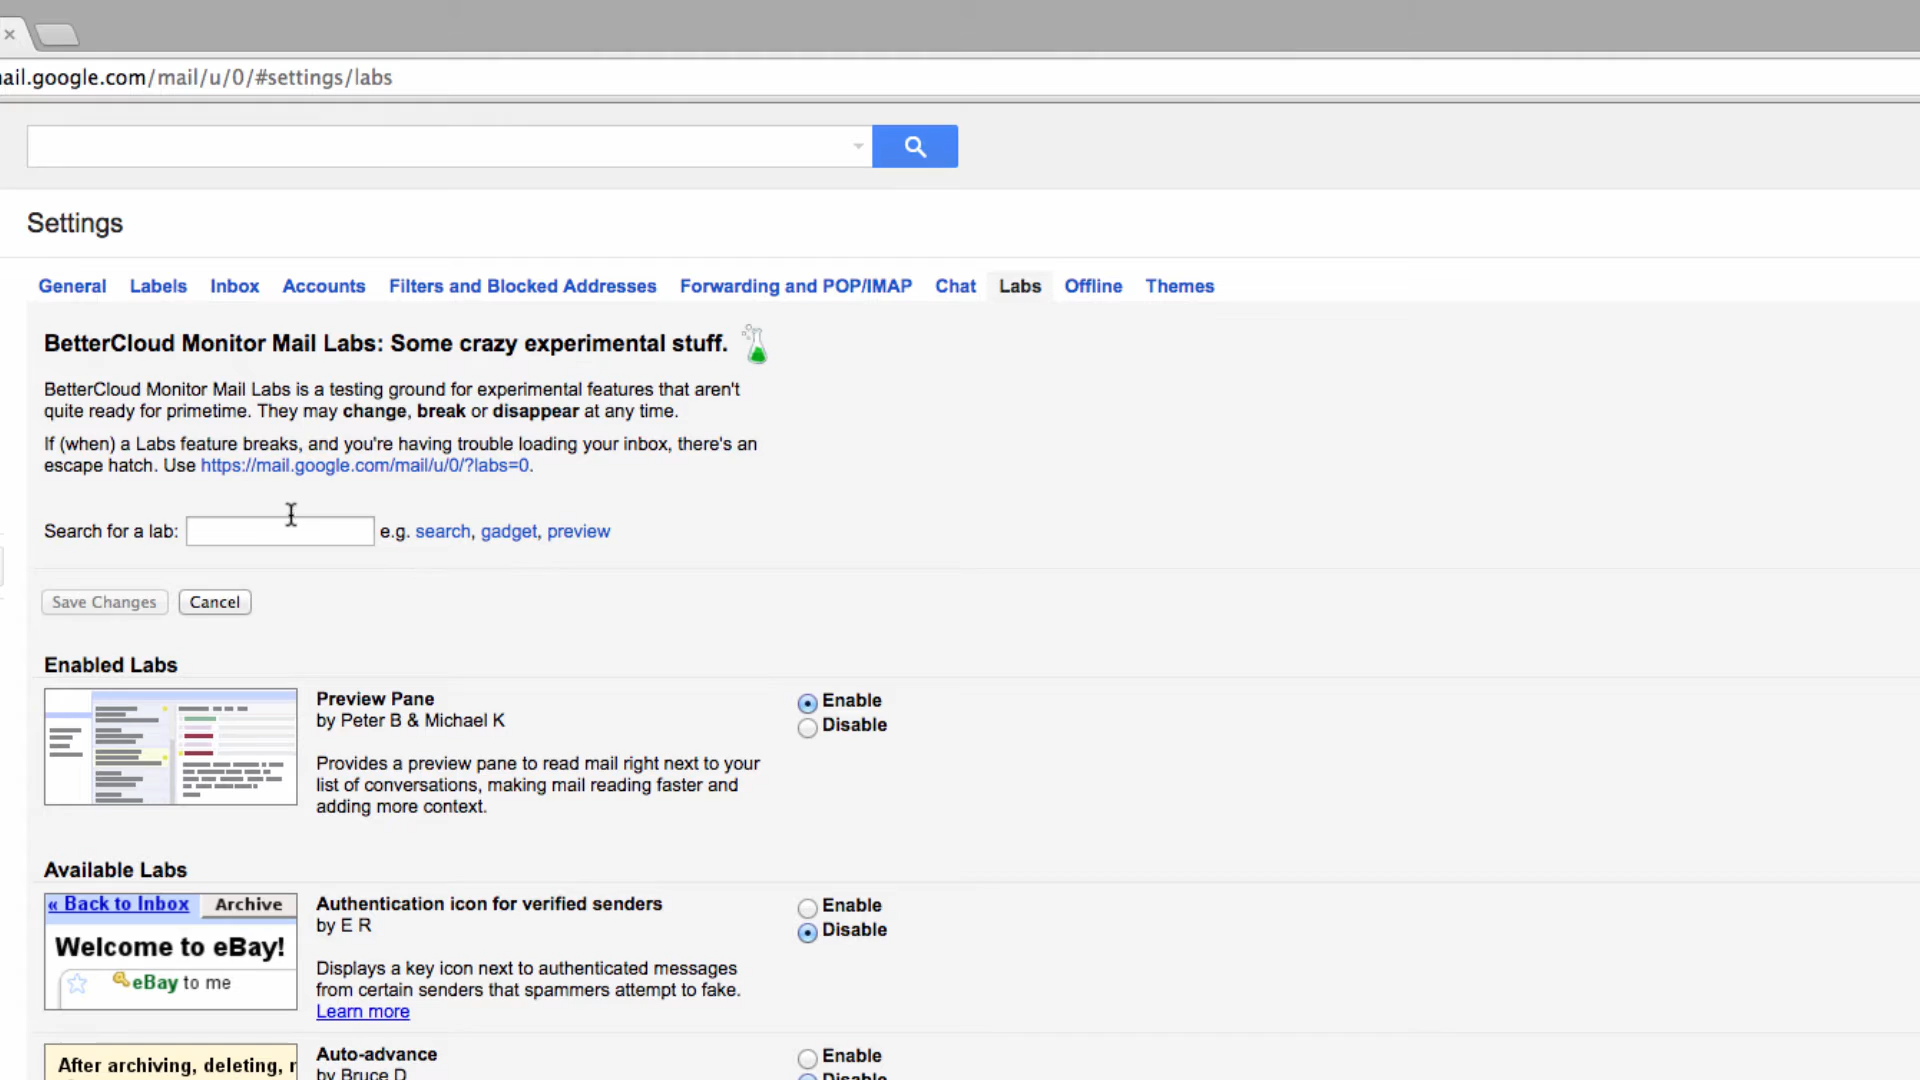 ail.google.com/mail/u/0/#settings/labs
Settings
General Labels Inbox Accounts Filters and Blocked Addresses Forwarding and POP/IMAP Chat Labs Offline Themes
BetterCloud Monitor Mail Labs: Some crazy experimental stuff.
BetterCloud Monitor Mail Labs is a testing ground for experimental features that aren't
quite ready for primetime. They may change, break or disappear at any time.
If (when) a Labs feature breaks, and you're having trouble loading your inbox, there's an
escape hatch. Use https://mail.google.com/mail/u/0/?labs=0.
Search for a lab: e.g. search, gadget, preview
Save Changes Cancel
Enabled Labs
Preview Pane
by Peter B & Michael K
Enable
Disable
Provides a preview pane to read mail right next to your
list of conversations, making mail reading faster and
adding more context.
Available Labs
« Back to Inbox Archive
Welcome to eBay!
eBay to me
Authentication icon for verified senders
by E R
Enable
Disable
Displays a key icon next to authenticated messages
from certain senders that spammers attempt to fake.
Learn more
After archiving, deleting, r
Auto-advance
by Bruce D
Enable
Disable